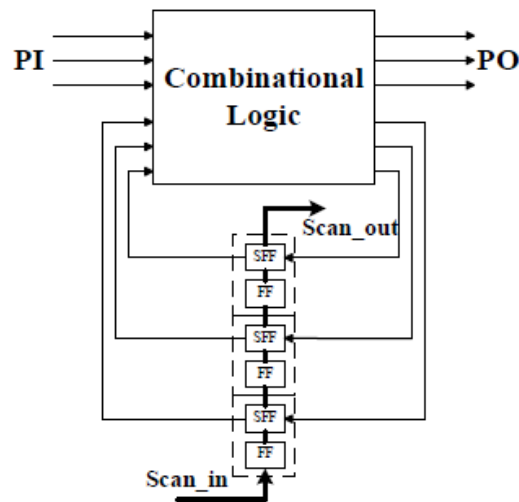 PI
Combinational
Logic
PO
Scan_out
SFF
FF
SFF
FF
SFF
FF
Scan_in